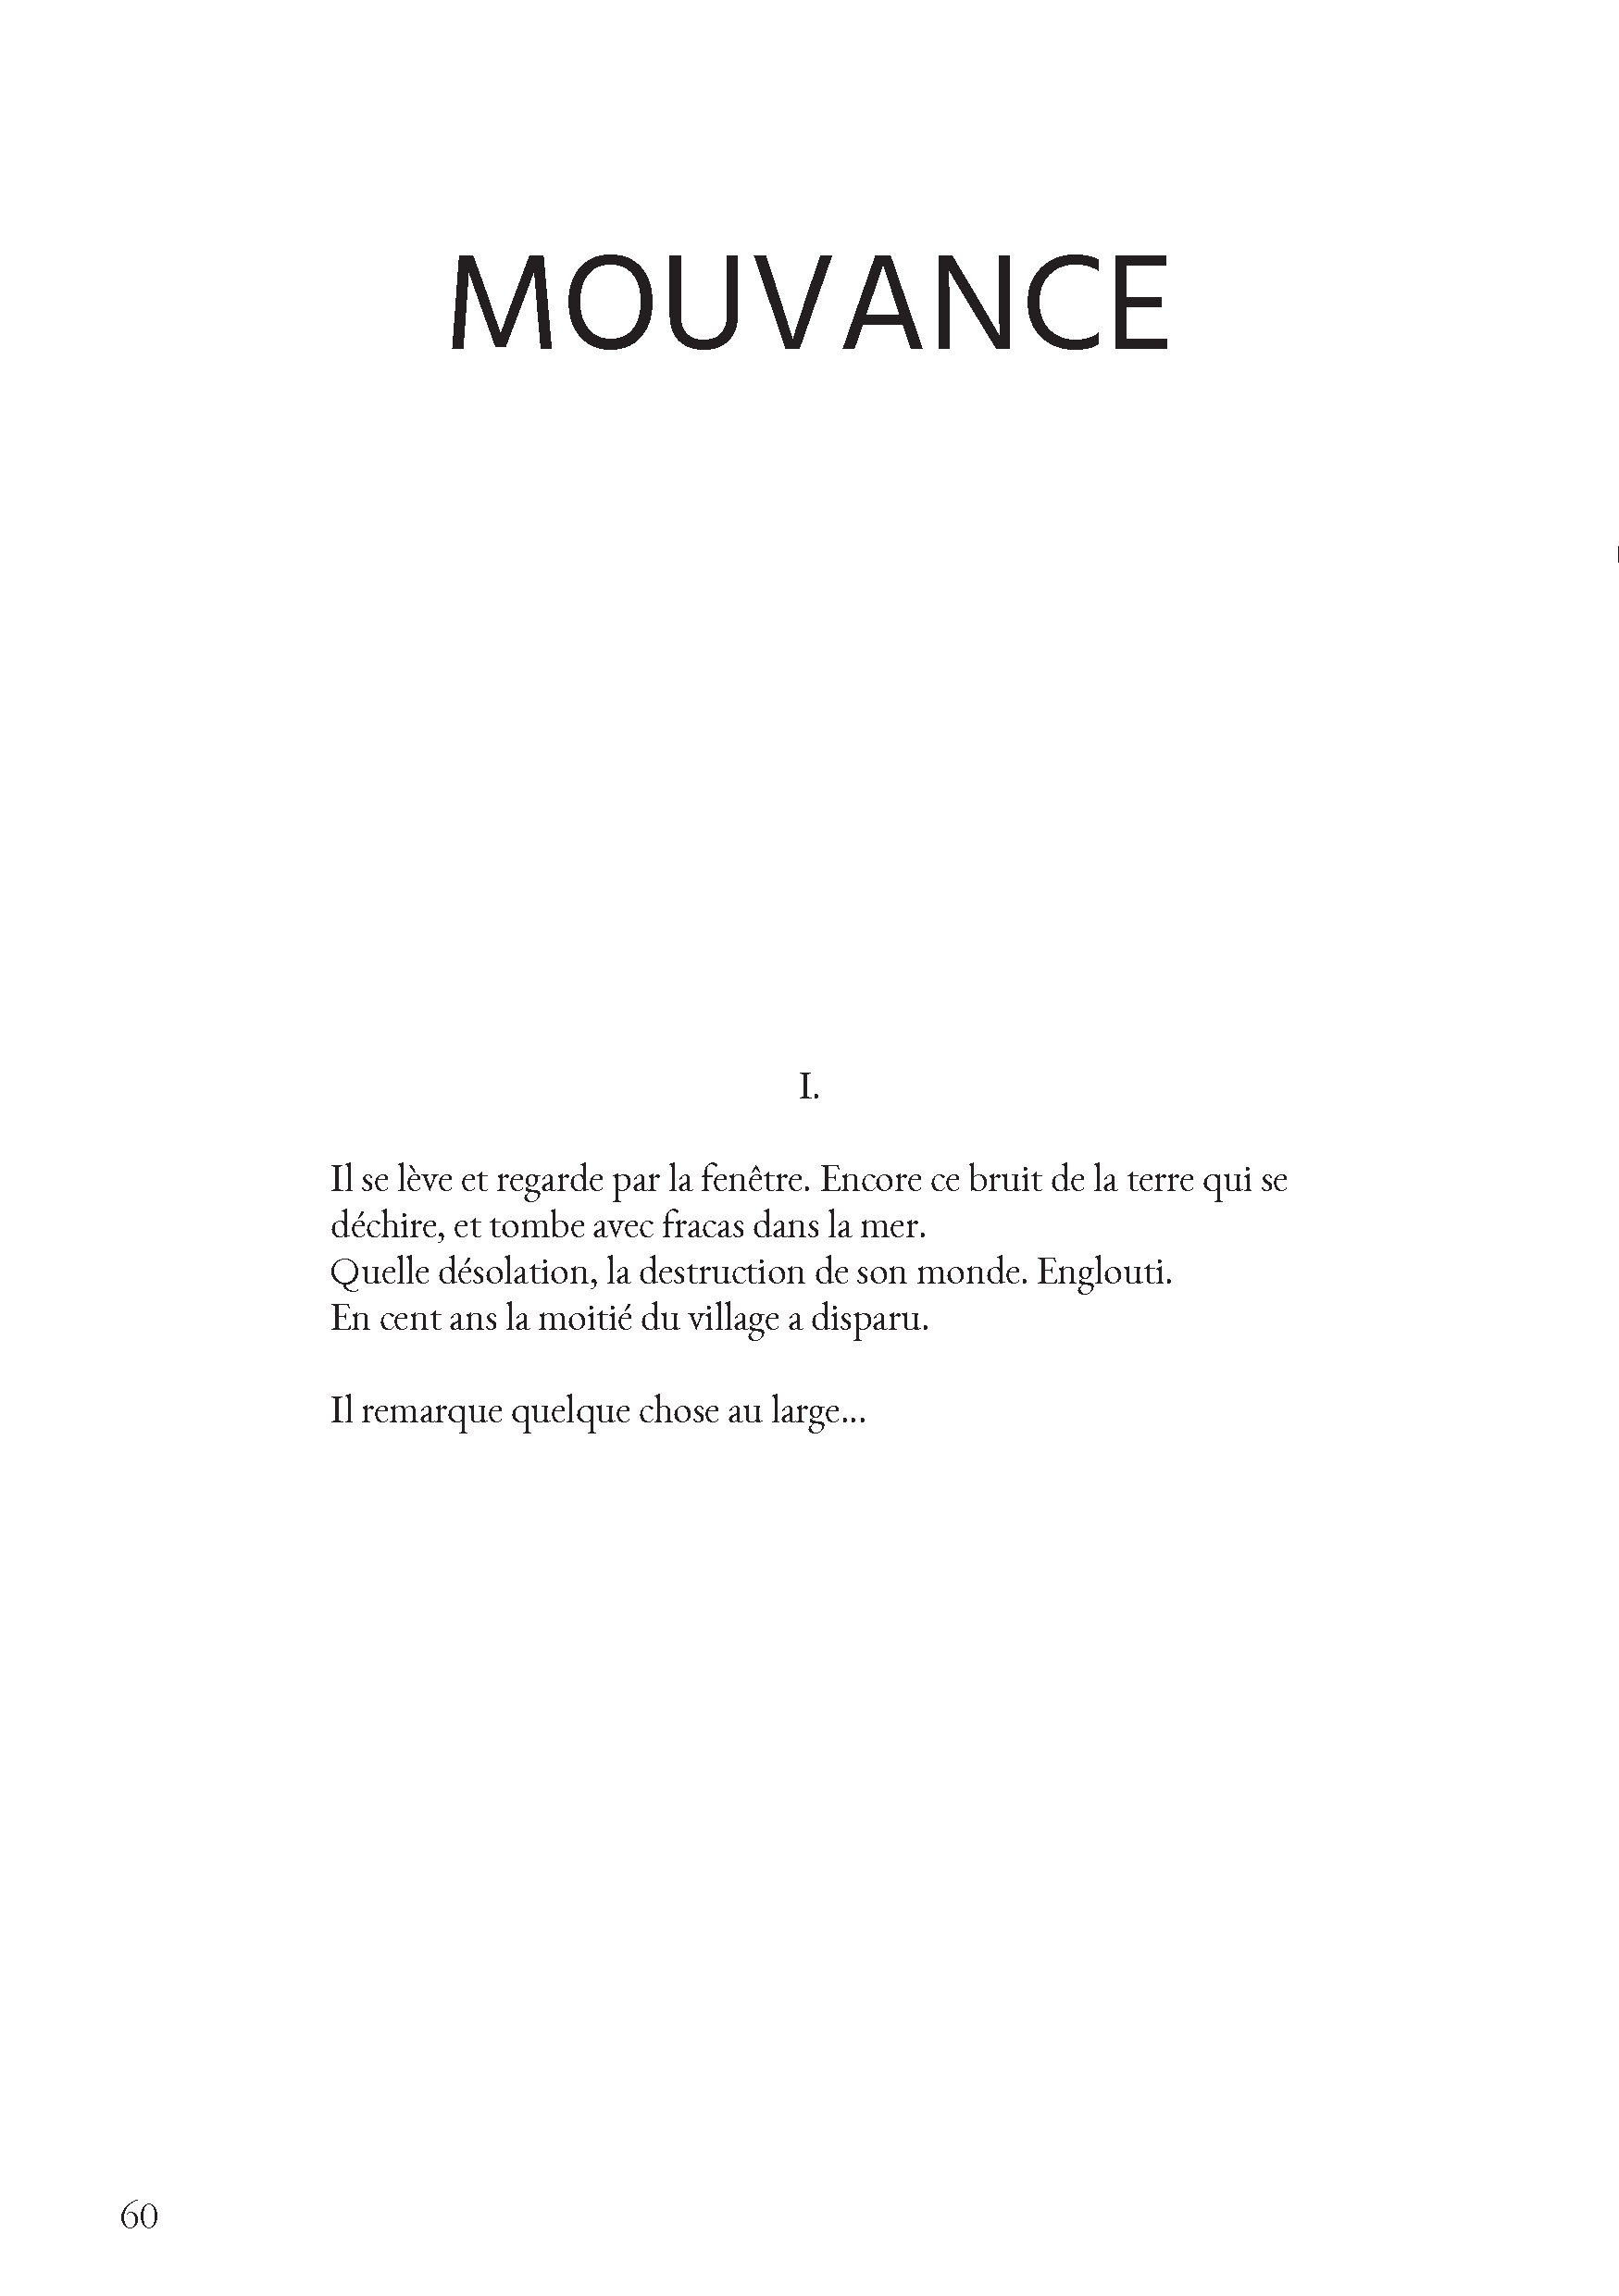 MOUVANCE
I.
Il se lève et regarde par la fenêtre. Encore ce bruit de la terre qui se
déchire, et tombe avec fracas dans la mer.
Quelle désolation, la destruction de son monde. Englouti.
En cent ans la moitié du village a disparu.
Il remarque quelque chose au large...
60